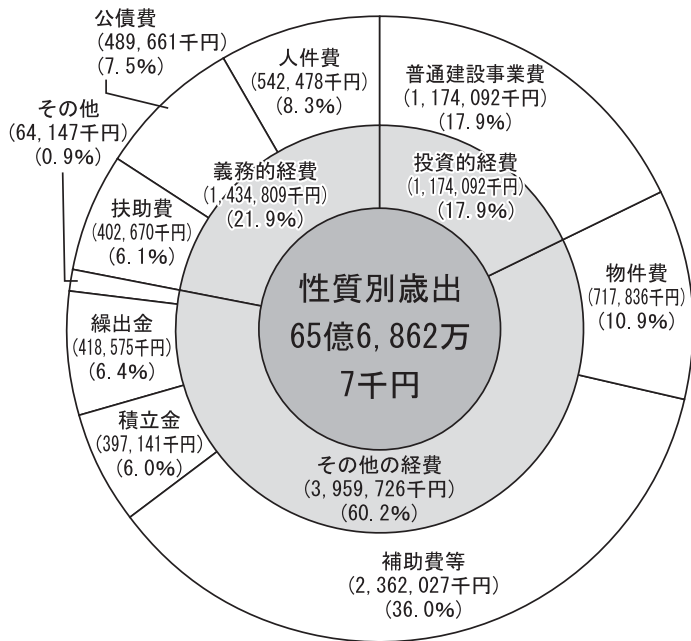 公債費
(489,661千円)
(7.5%)
人件費
(542,478千円)
(8.3%)
普通建設事業費
(1,174,092千円)
(17.9%)
その他
(64,147千円)
(0.9%)
義務的経費
(1,434,809千円)
(21.9%)
投資的経費
(1,174,092千円)
(17.9%)
扶助費
(402,670千円)
(6.1%)
物件費
(717,836千円)
(10.9%)
性質別歳出
65億6,862万
7千円
繰出金
(418,575千円)
(6.4%)
積立金
(397,141千円)
(6.0%)
その他の経費
(3,959,726千円)
(60.2%)
補助費等
(2,362,027千円)
(36.0%)